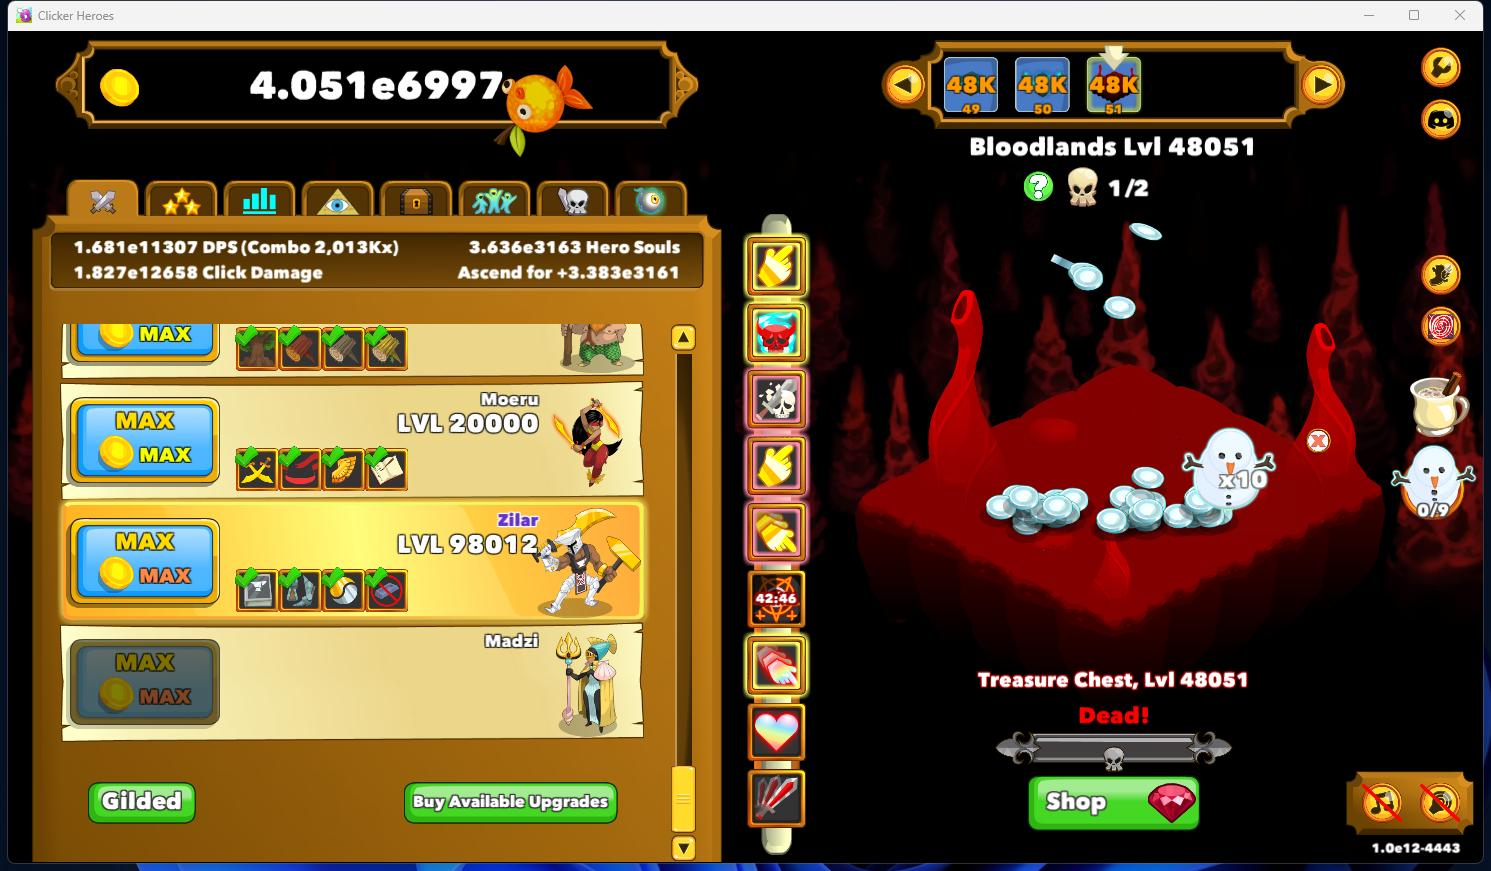 Clicker Heroes
4.051e6997
48K
49
48K
50
48K
51
Bloodlands Lvl 48051
1/2
1.681e11307 DPS (Combo 2,013Kx)
3.636e3163 Hero Souls
1.827e12658 Click Damage
Ascend for +3.383e3161
MAX
Moeru
LVL 20000
MAX
MAX
Zilar
LVL 98012
MAX
MAX
Madzi
MAX
MAX
Gilded
Buy Available Upgrades
42:46
x10
0/9
Treasure Chest, Lvl 48051
Dead!
Shop
1.0e12-4443